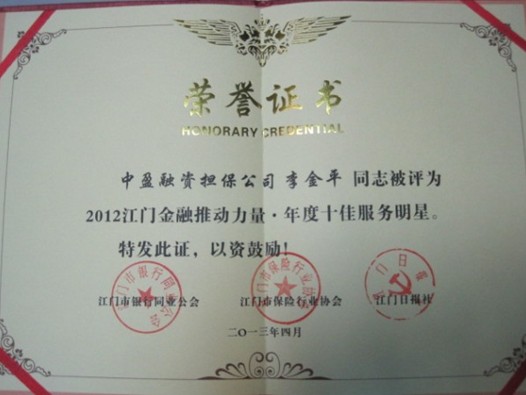 荣誉证书
HONORARY CREDENTIAL
中盈融资担保公司 李金平 同志被评为
2012江门金融推动力量·年度十佳服务明星。
特发此证，以资鼓励！
江门市银行同业公会 江门市保险行业协会 江门日报社
二〇一三年四月